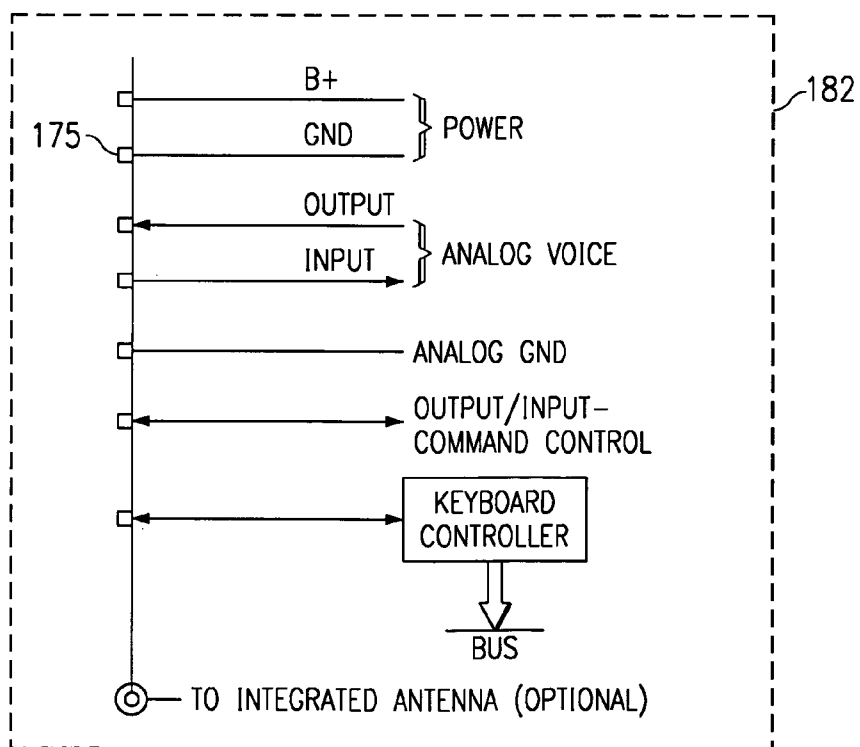 182
B+
POWER
175
GND
OUTPUT
ANALOG VOICE
INPUT
ANALOG GND
OUTPUT/INPUT-
COMMAND CONTROL
KEYBOARD
CONTROLLER
BUS
TO INTEGRATED ANTENNA (OPTIONAL)